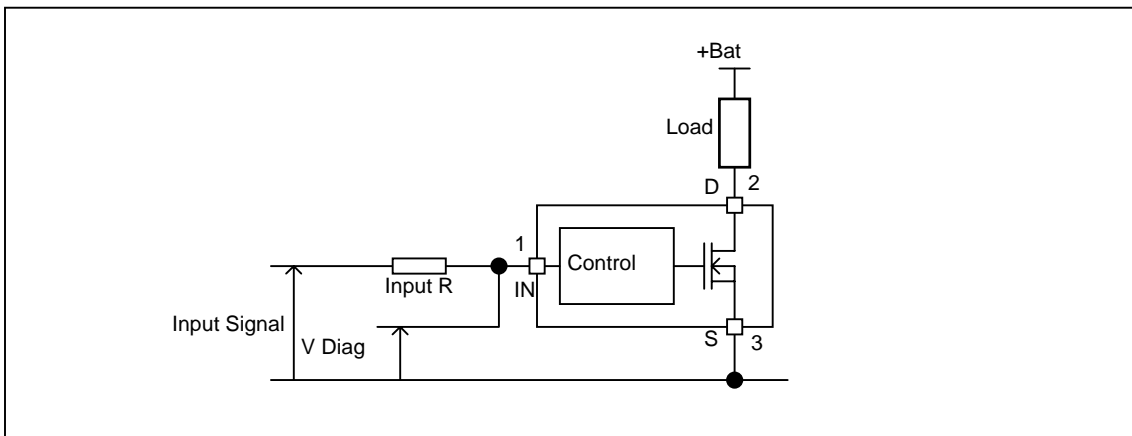 +Bat
Load
D
2
1
Control
IN
Input R
Input Signal
V Diag
S
3